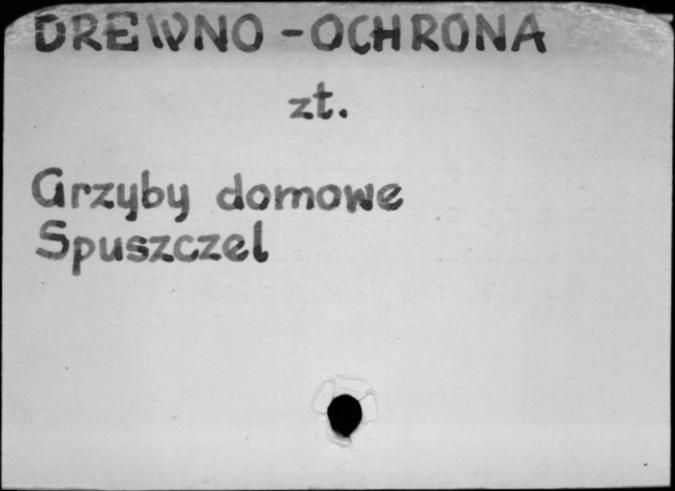 DREWNO - OCHRONA
zt.
Grzyby domowe
Spuszczel